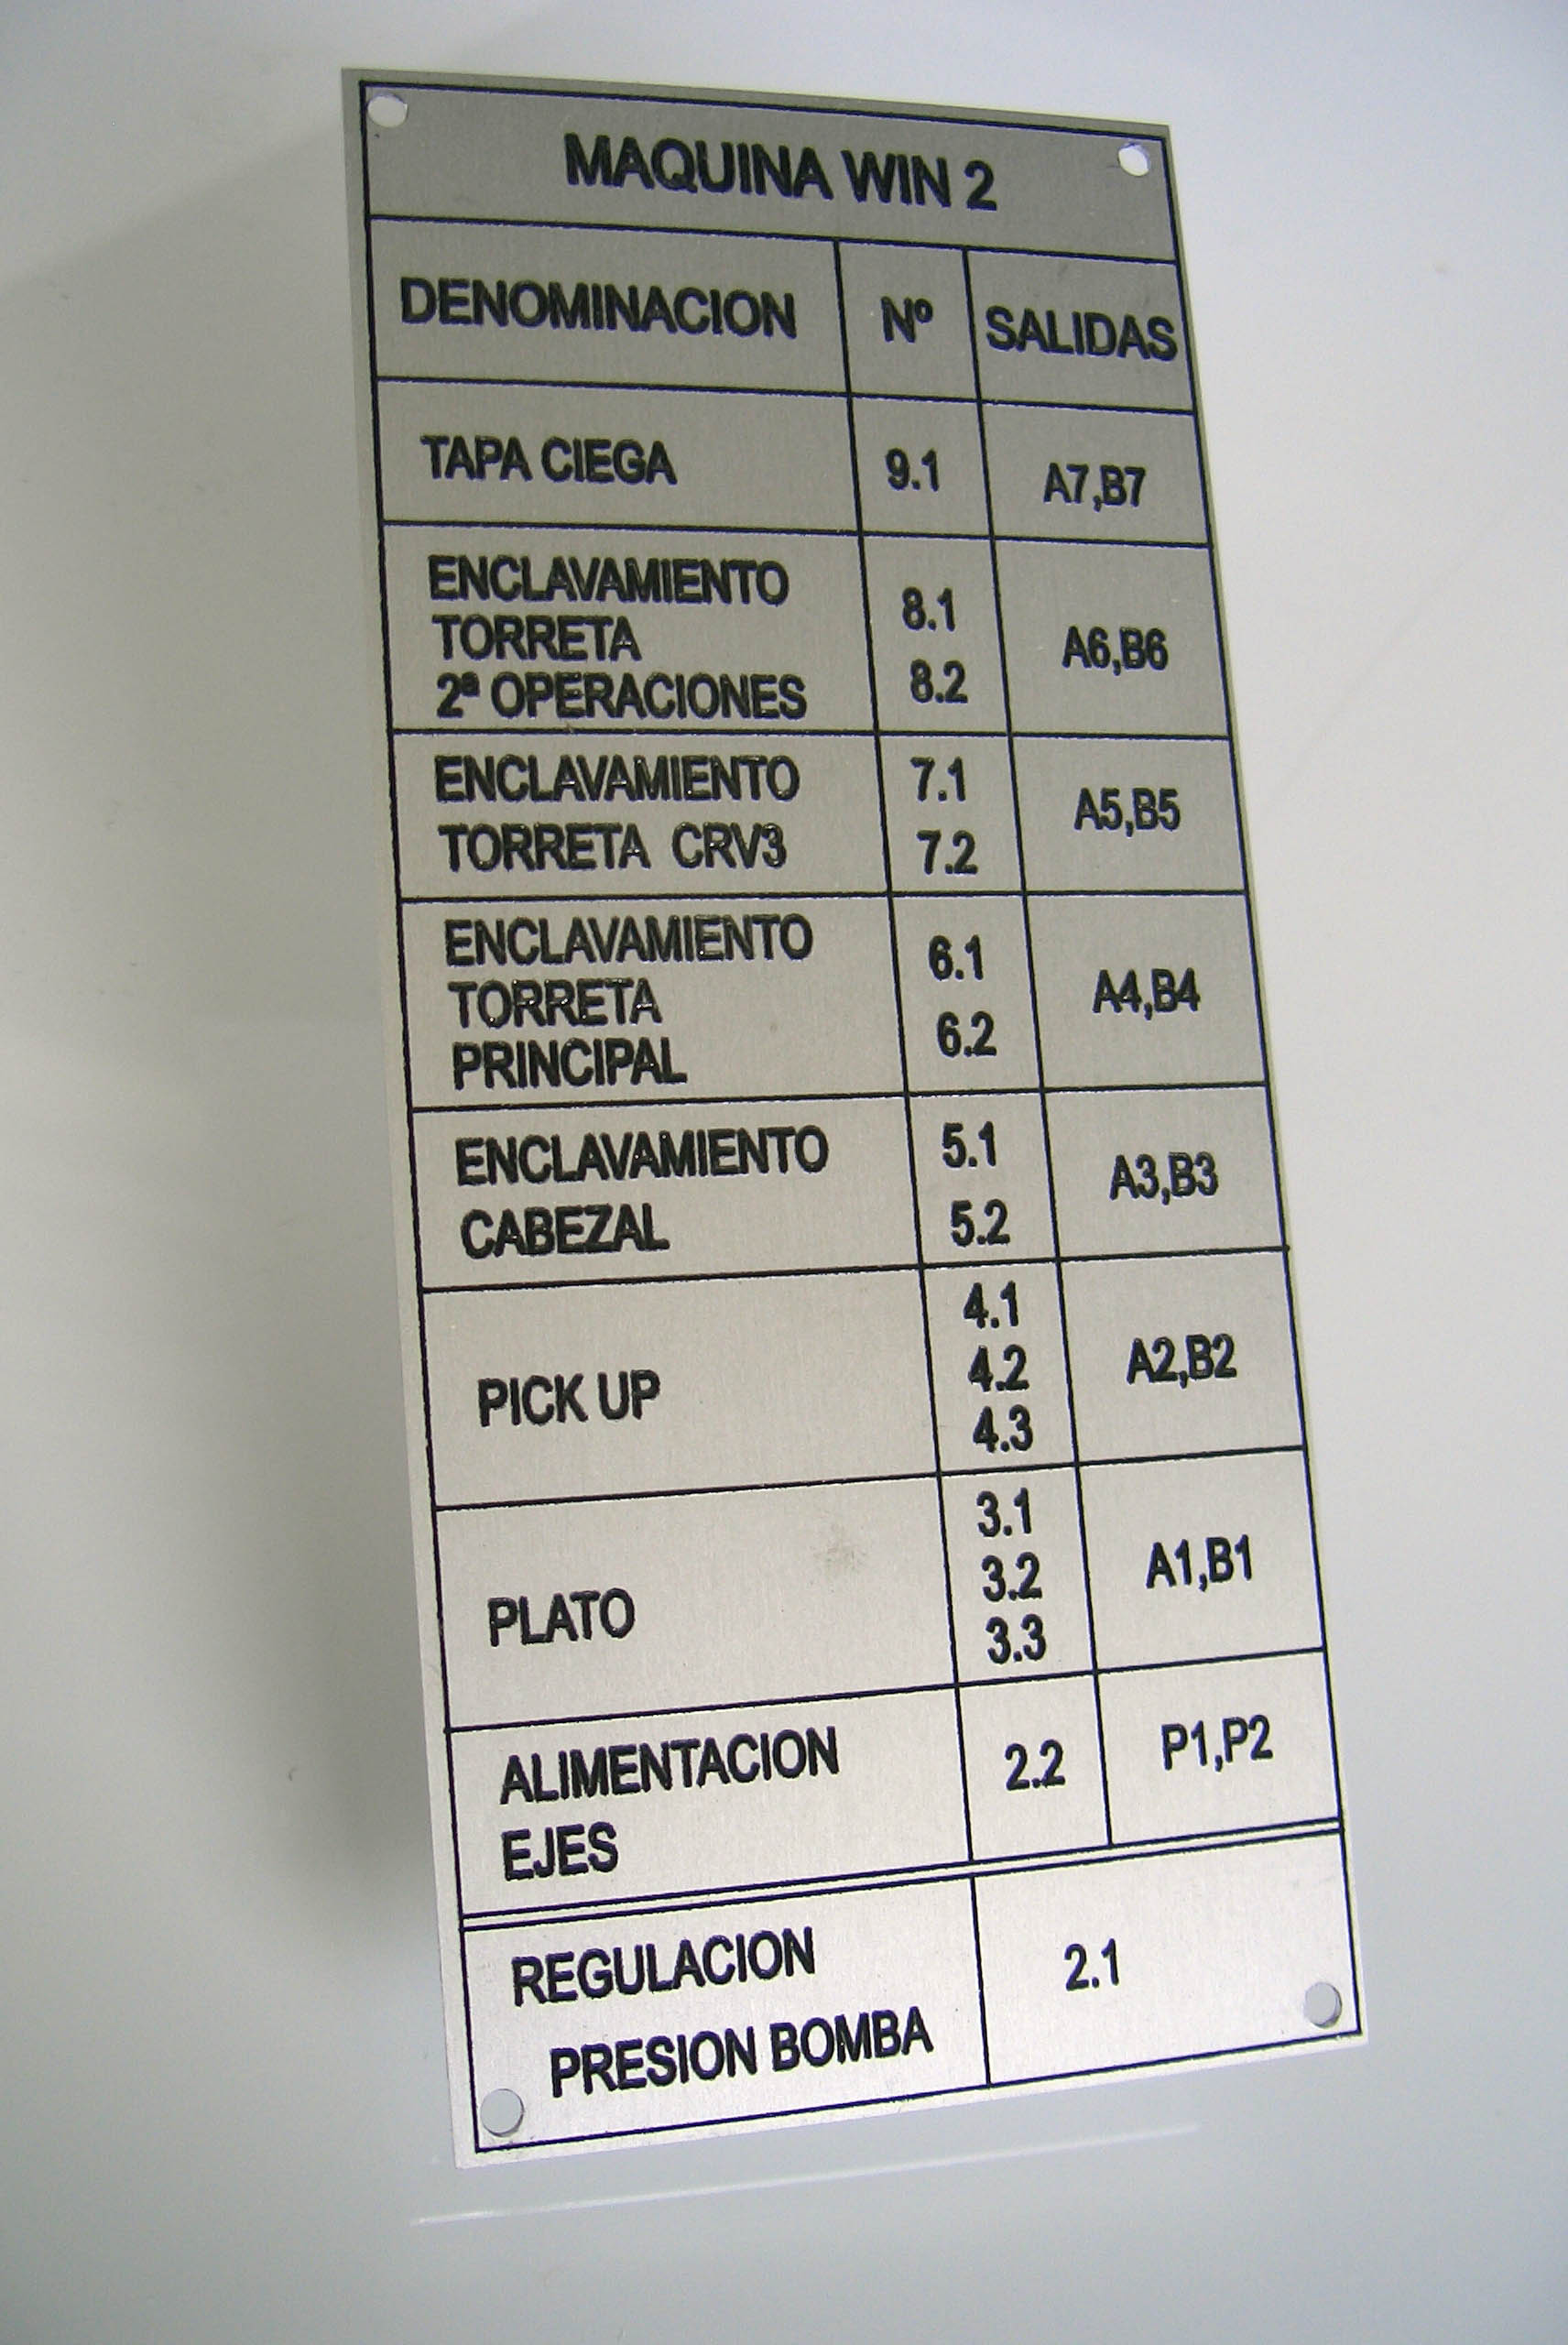 MAQUINA WIN 2
DENOMINACION Nº SALIDAS
TAPA CIEGA 9.1 A7,B7
ENCLAVAMIENTO
TORRETA
2ª OPERACIONES
8.1
8.2
A6,B6
ENCLAVAMIENTO
TORRETA CRV3
7.1
7.2
A5,B5
ENCLAVAMIENTO
TORRETA
PRINCIPAL
6.1
6.2
A4,B4
ENCLAVAMIENTO
CABEZAL
5.1
5.2
A3,B3
PICK UP
4.1
4.2
4.3
A2,B2
PLATO
3.1
3.2
3.3
A1,B1
ALIMENTACION
EJES
2.2
P1,P2
REGULACION
PRESION BOMBA
2.1